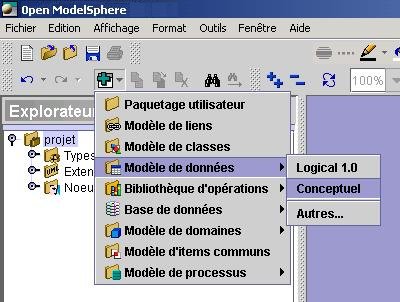 Open ModelSphere
Fichier Edition Affichage Format Outils Fenêtre Aide
100%
Explorateu
projet
Types
Exten
Noeu
Paquetage utilisateur
Modèle de liens
Modèle de classes
Modèle de données
Bibliothèque d'opérations
Base de données
Modèle de domaines
Modèle d'items communs
Modèle de processus
Logical 1.0
Conceptuel
Autres...